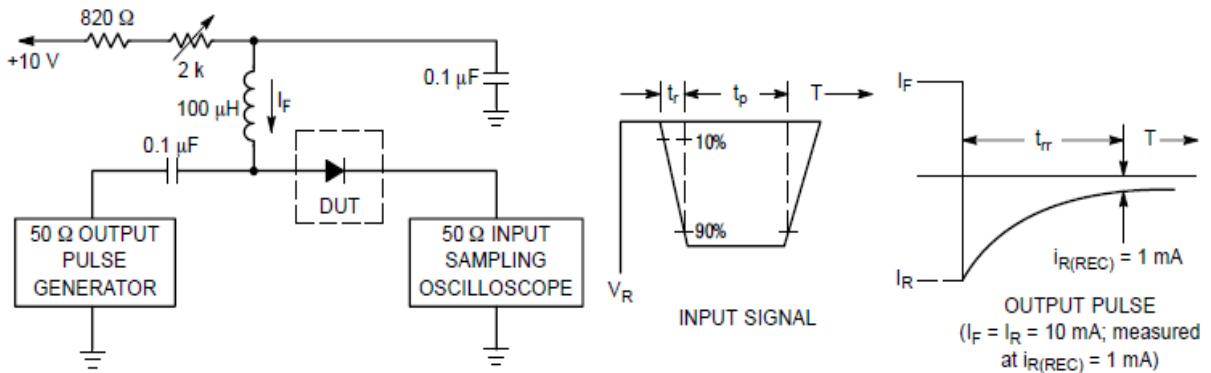 820 Ω
+10 V
2 k
100 μH
I_F
0.1 μF
0.1 μF
DUT
50 Ω OUTPUT
PULSE
GENERATOR
50 Ω INPUT
SAMPLING
OSCILLOSCOPE
t_r
t_p
T
10%
90%
V_R
INPUT SIGNAL
I_F
t_rr
T
I_R
i_R(REC) = 1 mA
OUTPUT PULSE
(I_F = I_R = 10 mA; measured
at i_R(REC) = 1 mA)